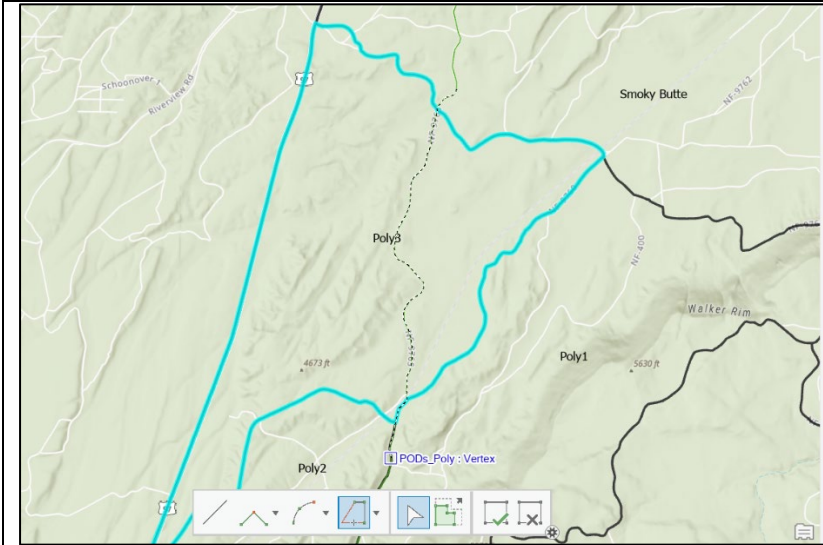 Smoky Butte
NF-9762
Schoonover
Riverview Rd
Poly3
NF-400
Walker Rim
4673 ft
Poly1
5630 ft
PODs_Poly : Vertex
Poly2